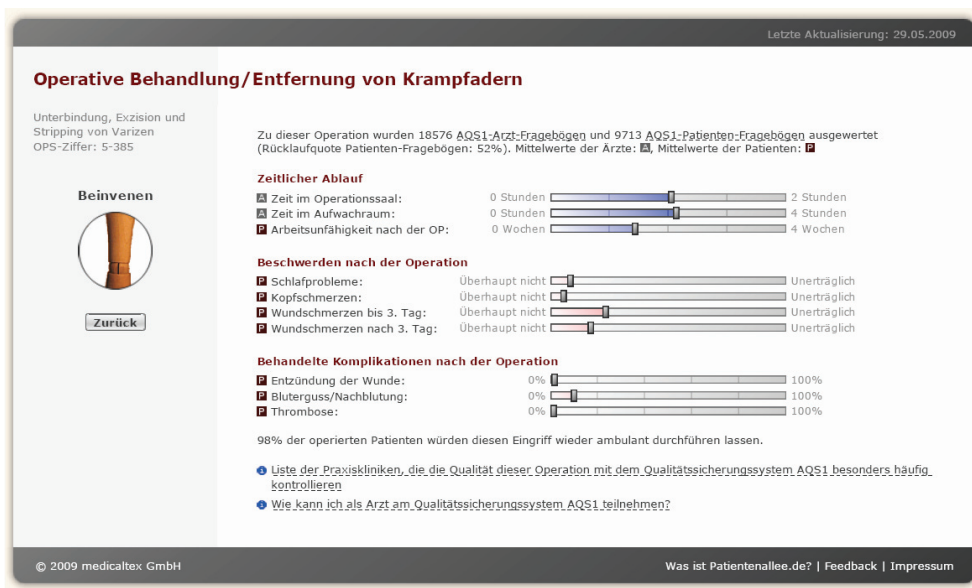 Letzte Aktualisierung: 29.05.2009
Operative Behandlung/Entfernung von Krampfadern
Unterbindung, Exzision und
Stripping von Varizen
OPS-Ziffer: 5-385
Beinvenen
Zurück
Zu dieser Operation wurden 18576 AQS1-Arzt-Fragebögen und 9713 AQS1-Patienten-Fragebögen ausgewertet
(Rücklaufquote Patienten-Fragebögen: 52%). Mittelwerte der Ärzte: A, Mittelwerte der Patienten: P
Zeitlicher Ablauf
A Zeit im Operationssaal: 0 Stunden 2 Stunden
A Zeit im Aufwachraum: 0 Stunden 4 Stunden
P Arbeitsunfähigkeit nach der OP: 0 Wochen 4 Wochen
Beschwerden nach der Operation
P Schlafprobleme: Überhaupt nicht Unerträglich
P Kopfschmerzen: Überhaupt nicht Unerträglich
P Wundschmerzen bis 3. Tag: Überhaupt nicht Unerträglich
P Wundschmerzen nach 3. Tag: Überhaupt nicht Unerträglich
Behandelte Komplikationen nach der Operation
P Entzündung der Wunde: 0% 100%
P Bluterguss/Nachblutung: 0% 100%
P Thrombose: 0% 100%
98% der operierten Patienten würden diesen Eingriff wieder ambulant durchführen lassen.
i Liste der Praxiskliniken, die die Qualität dieser Operation mit dem Qualitätssicherungssystem AQS1 besonders häufig
kontrollieren
i Wie kann ich als Arzt am Qualitätssicherungssystem AQS1 teilnehmen?
© 2009 medicaltex GmbH
Was ist Patientenallee.de? | Feedback | Impressum